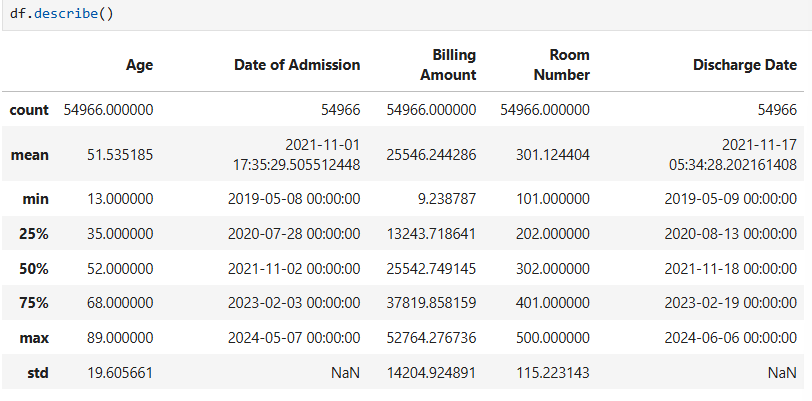 df.describe()
Age Date of Admission Billing Amount Room Number Discharge Date
count 54966.000000 54966 54966.000000 54966.000000 54966
mean 51.535185 2021-11-01 17:35:29.505512448 25546.244286 301.124404 2021-11-17 05:34:28.202161408
min 13.000000 2019-05-08 00:00:00 9.238787 101.000000 2019-05-09 00:00:00
25% 35.000000 2020-07-28 00:00:00 13243.718641 202.000000 2020-08-13 00:00:00
50% 52.000000 2021-11-02 00:00:00 25542.749145 302.000000 2021-11-18 00:00:00
75% 68.000000 2023-02-03 00:00:00 37819.858159 401.000000 2023-02-19 00:00:00
max 89.000000 2024-05-07 00:00:00 52764.276736 500.000000 2024-06-06 00:00:00
std 19.605661 NaN 14204.924891 115.223143 NaN